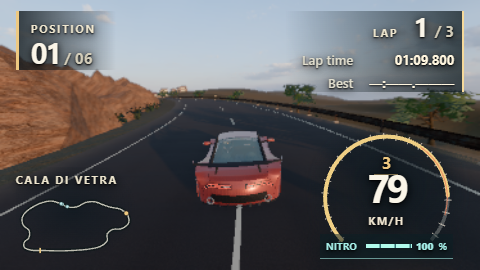 POSITION
01 / 06
LAP 1 / 3
Lap time 01:09.800
Best --:--.---
CALA DI VETRA
3
79
KM/H
NITRO 100 %